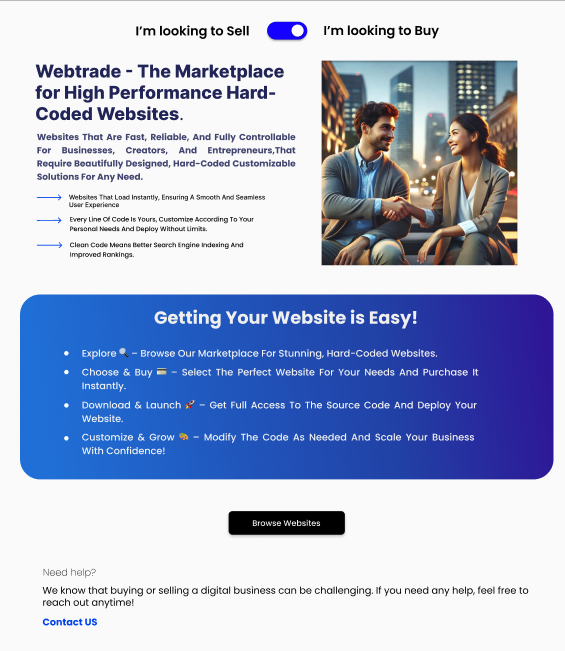 I'm looking to Sell
I'm looking to Buy
Webtrade - The Marketplace
for High Performance Hard-
Coded Websites.
Websites That Are Fast, Reliable, And Fully Controllable
For Businesses, Creators, And Entrepreneurs,That
Require Beautifully Designed, Hard-Coded Customizable
Solutions For Any Need.
Websites That Load Instantly, Ensuring A Smooth And Seamless
User Experience
Every Line Of Code Is Yours, Customize According To Your
Personal Needs And Deploy Without Limits.
Clean Code Means Better Search Engine Indexing And
Improved Rankings.
Getting Your Website is Easy!
• Explore 🔍 – Browse Our Marketplace For Stunning, Hard-Coded Websites.
• Choose & Buy 💳 – Select The Perfect Website For Your Needs And Purchase It
Instantly.
• Download & Launch 🚀 – Get Full Access To The Source Code And Deploy Your
Website.
• Customize & Grow 🎨 – Modify The Code As Needed And Scale Your Business
With Confidence!
Browse Websites
Need help?
We know that buying or selling a digital business can be challenging. If you need any help, feel free to
reach out anytime!
Contact US